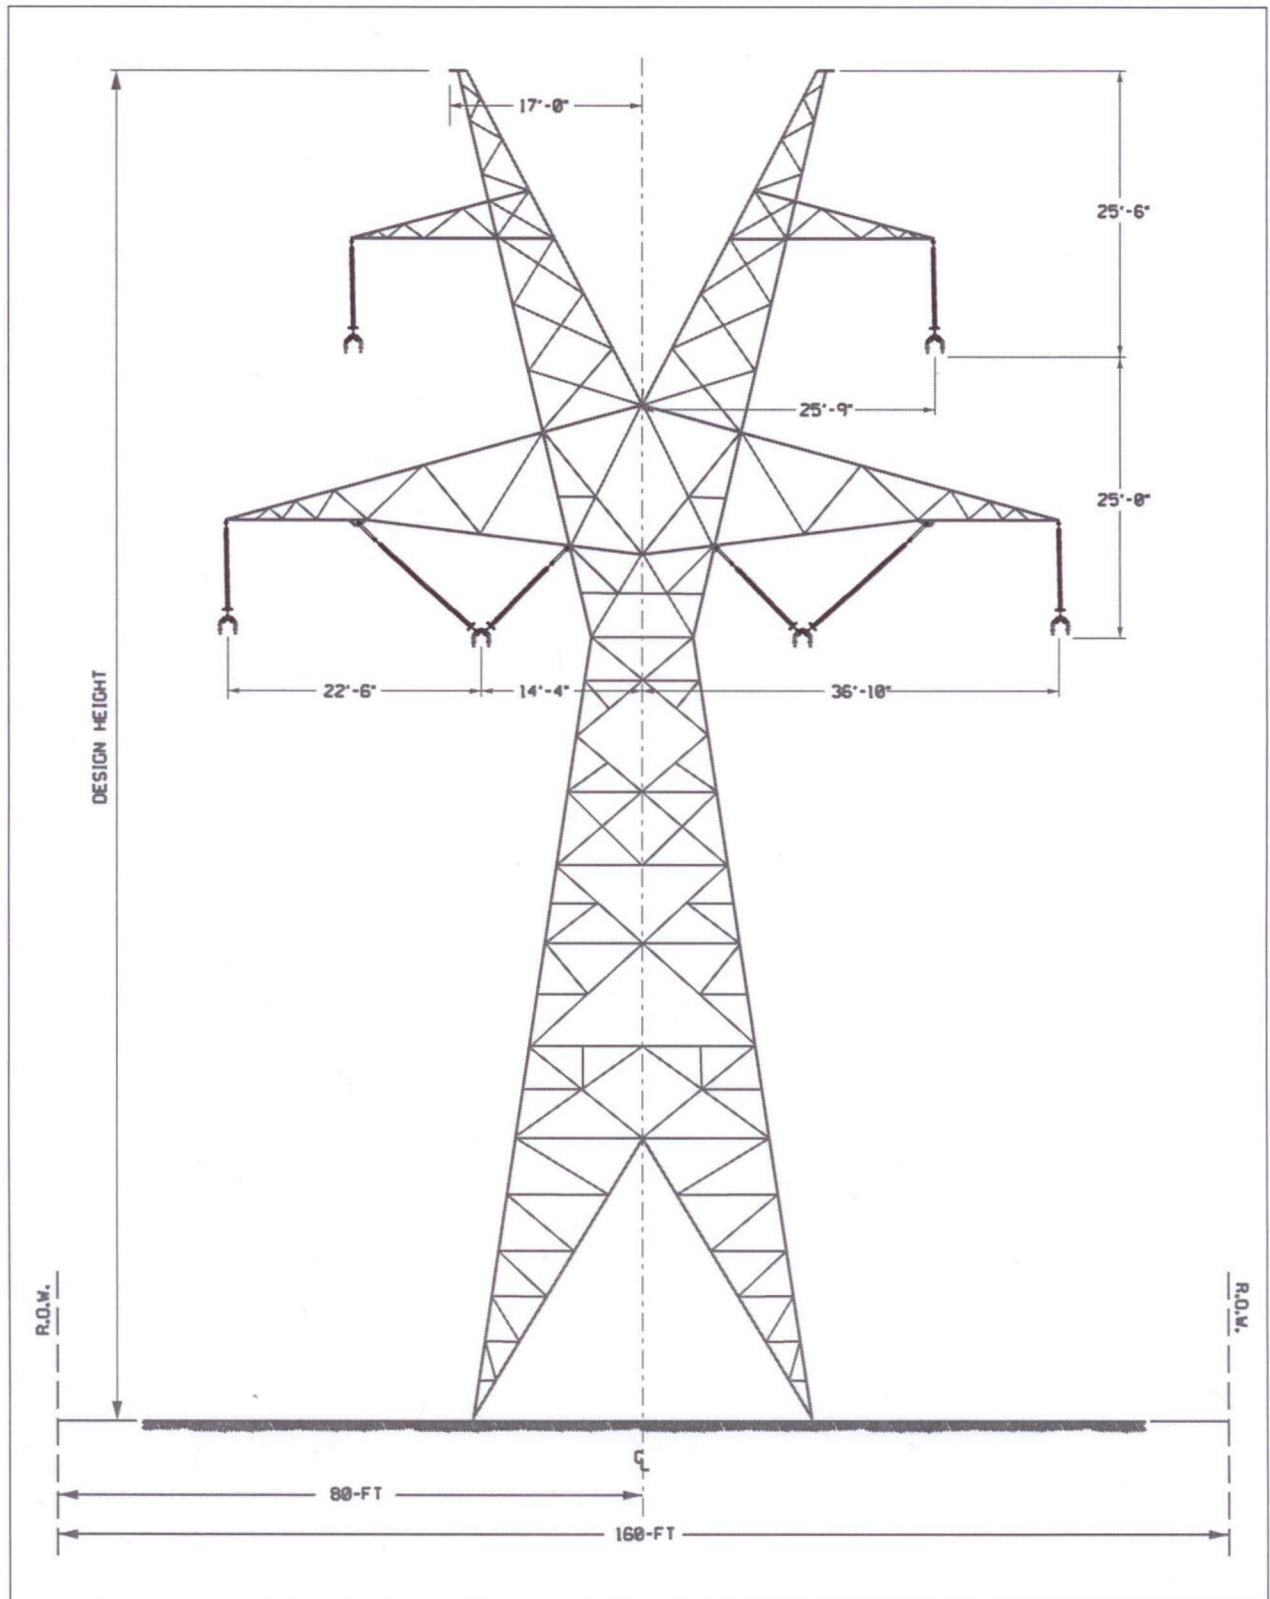 17'-0"
25'-6"
25'-9"
25'-0"
22'-6"
14'-4"
36'-10"
DESIGN HEIGHT
R.O.W.
R.O.W.
CL
80-FT
160-FT